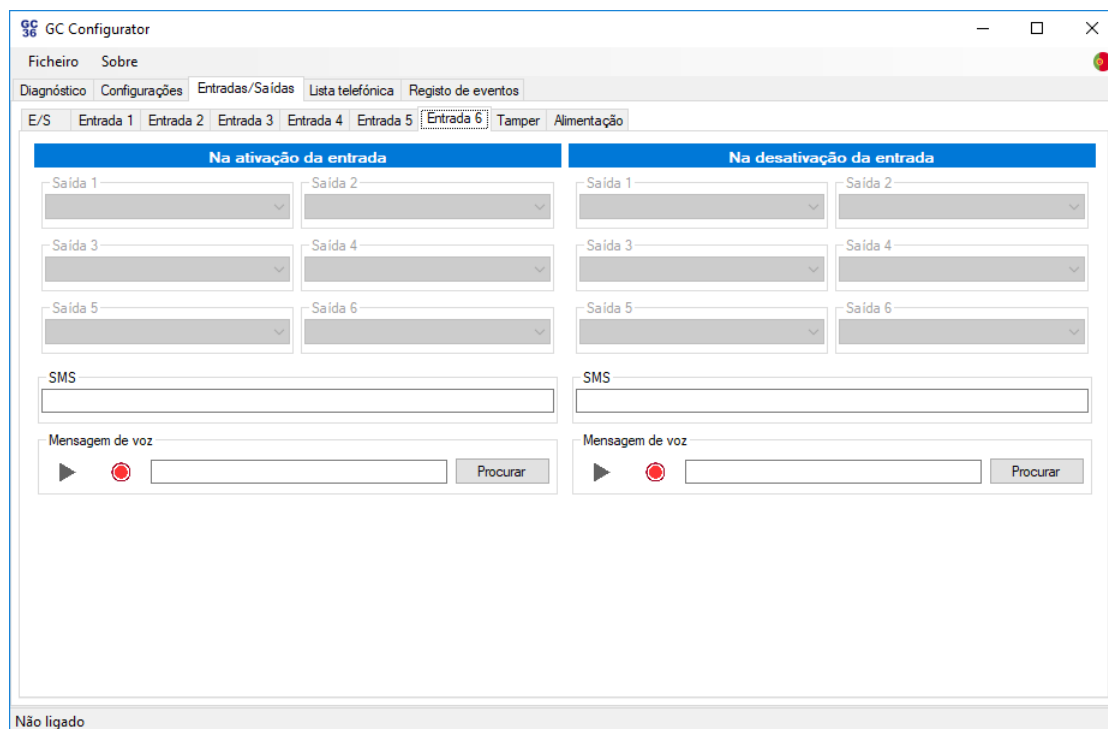 GC 36 GC Configurator
Ficheiro Sobre
Diagnóstico Configurações Entradas/Saídas Lista telefónica Registo de eventos
E/S Entrada 1 Entrada 2 Entrada 3 Entrada 4 Entrada 5 Entrada 6 Tamper Alimentação
Na ativação da entrada Na desativação da entrada
Saída 1 Saída 2 Saída 1 Saída 2
Saída 3 Saída 4 Saída 3 Saída 4
Saída 5 Saída 6 Saída 5 Saída 6
SMS SMS
Mensagem de voz Mensagem de voz
Procurar Procurar
Não ligado